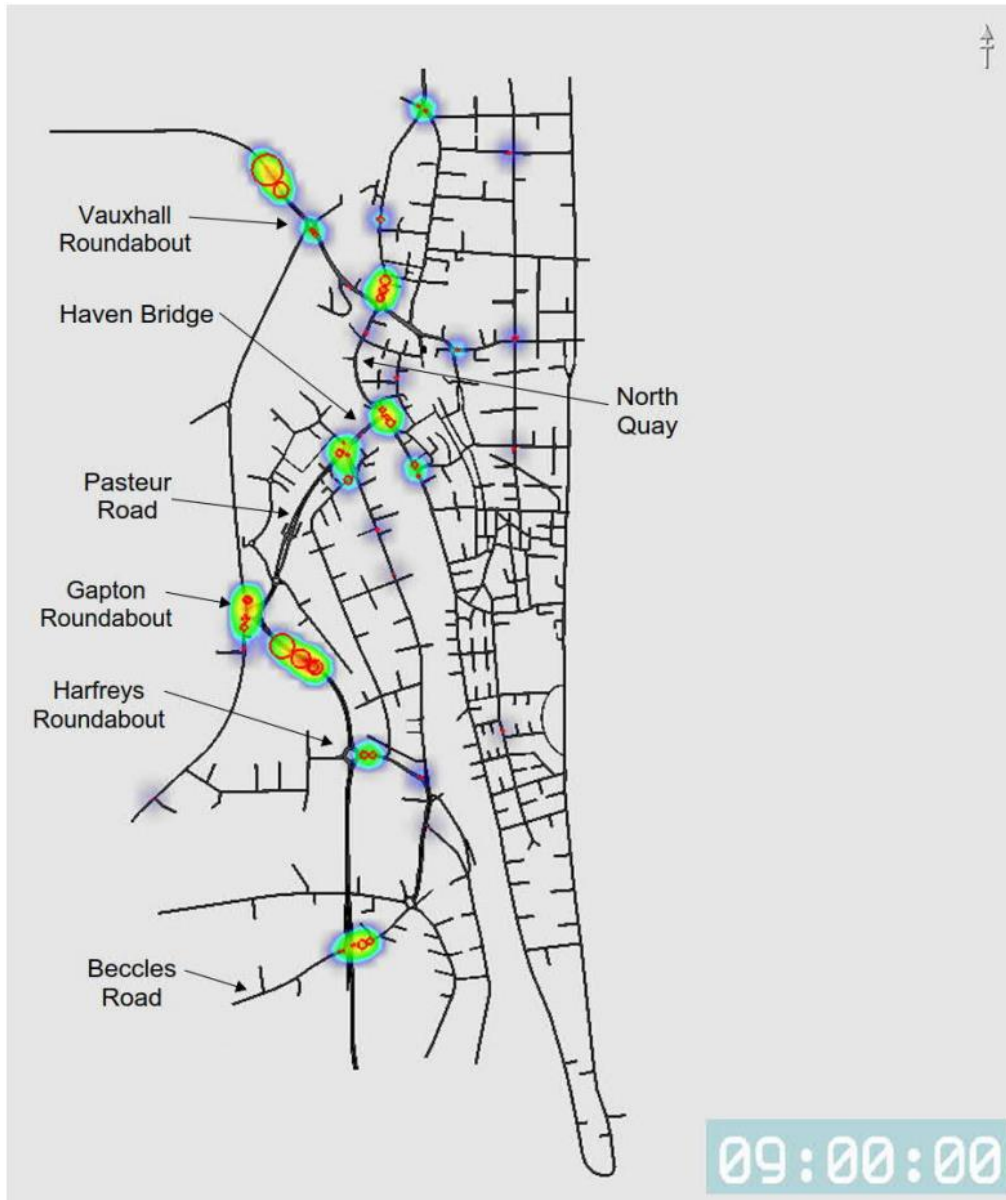 Vauxhall
Roundabout
Haven Bridge
North
Quay
Pasteur
Road
Gapton
Roundabout
Harfreys
Roundabout
Beccles
Road
09:00:00